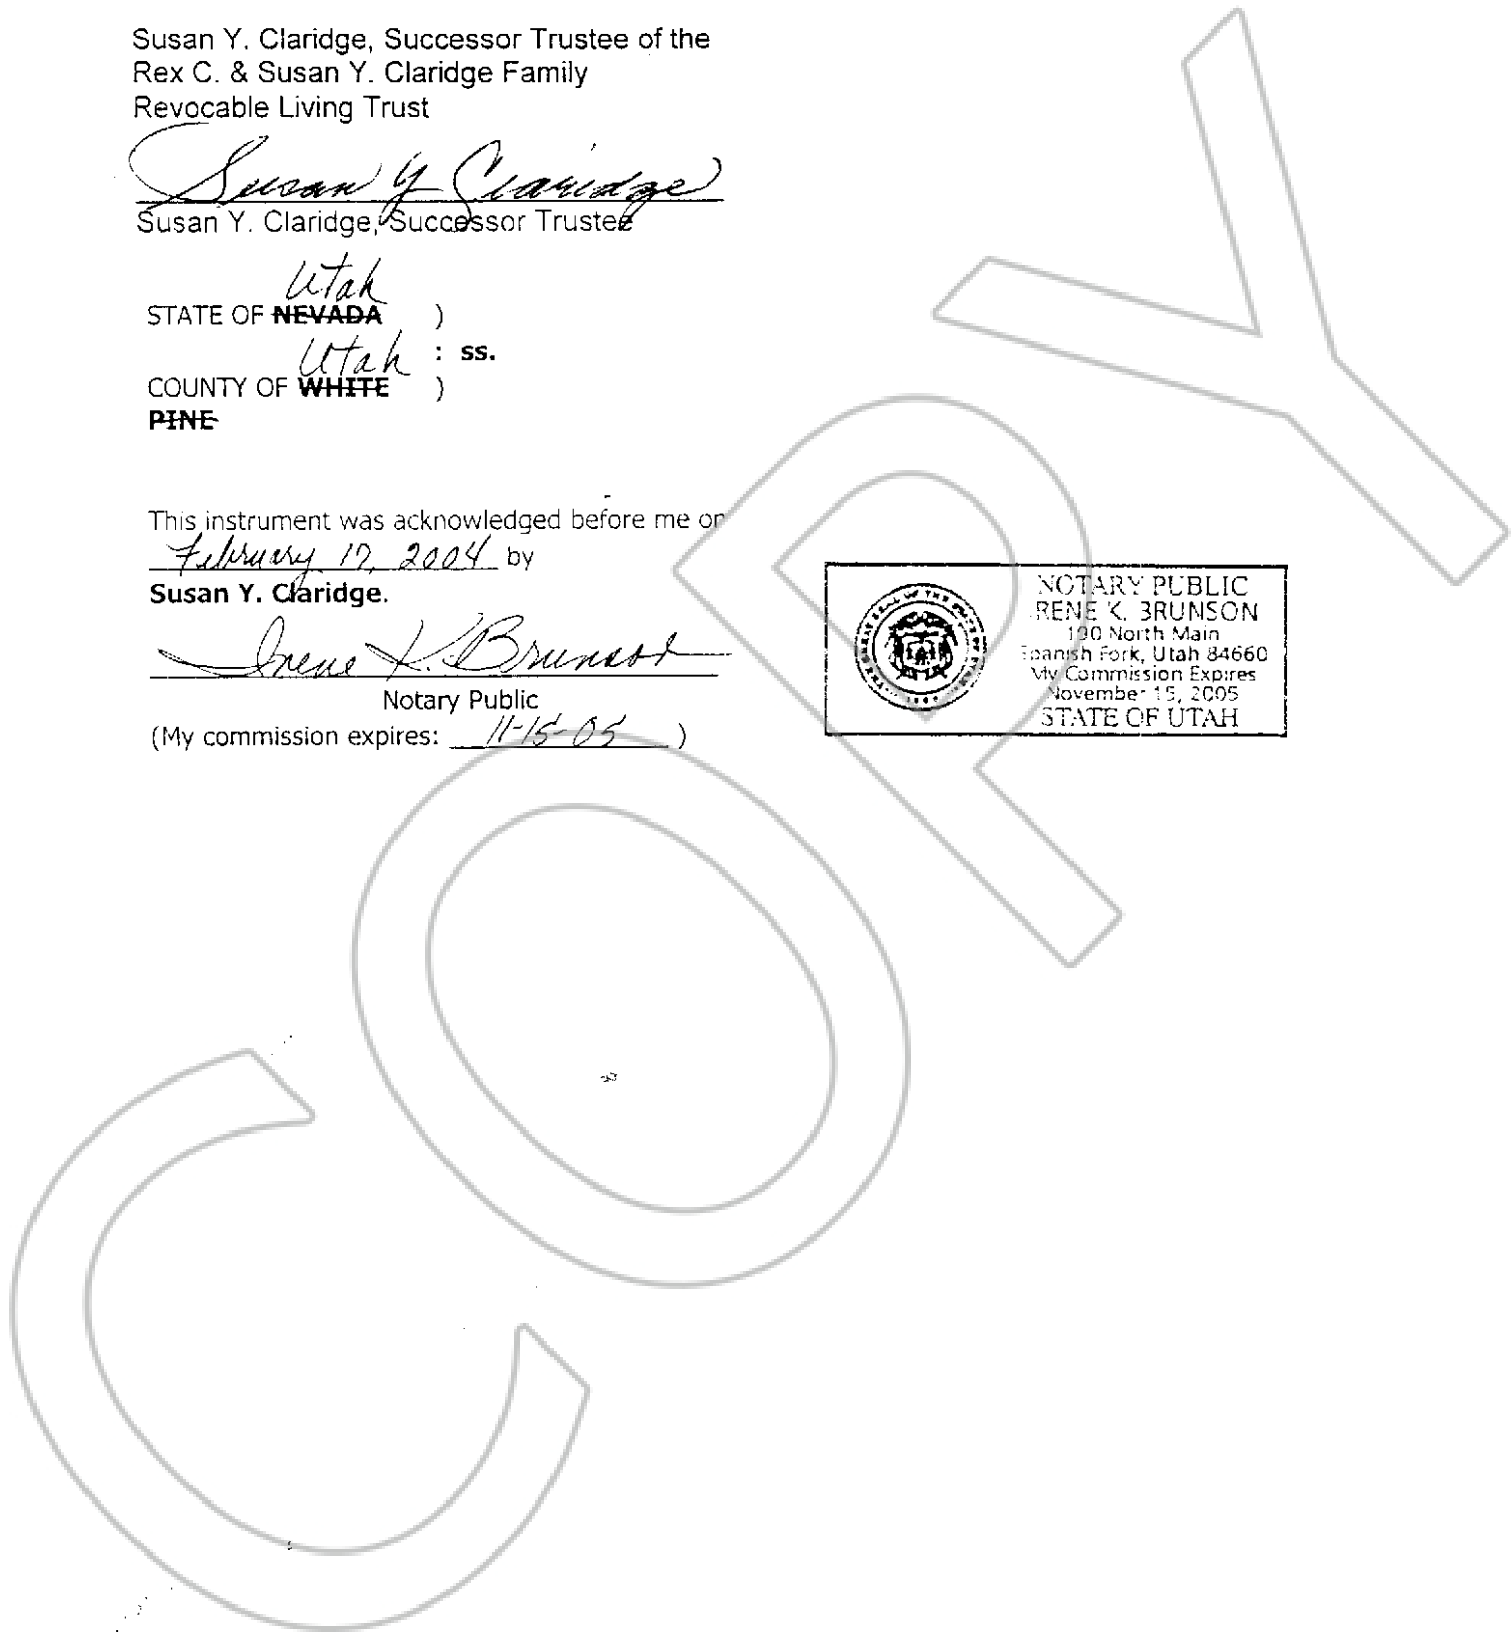 Susan Y. Claridge, Successor Trustee of the
Rex C. & Susan Y. Claridge Family
Revocable Living Trust
Susan Y Claridge
Susan Y. Claridge, Successor Trustee
Utah
STATE OF NEVADA )
Utah : ss.
COUNTY OF WHITE )
PINE
This instrument was acknowledged before me on
February 17, 2004 by
Susan Y. Claridge.
Irene K. Brunson
Notary Public
(My commission expires: 11-15-05 )
NOTARY PUBLIC
IRENE K. BRUNSON
190 North Main
Spanish Fork, Utah 84660
My Commission Expires
November 15, 2005
STATE OF UTAH
COPY